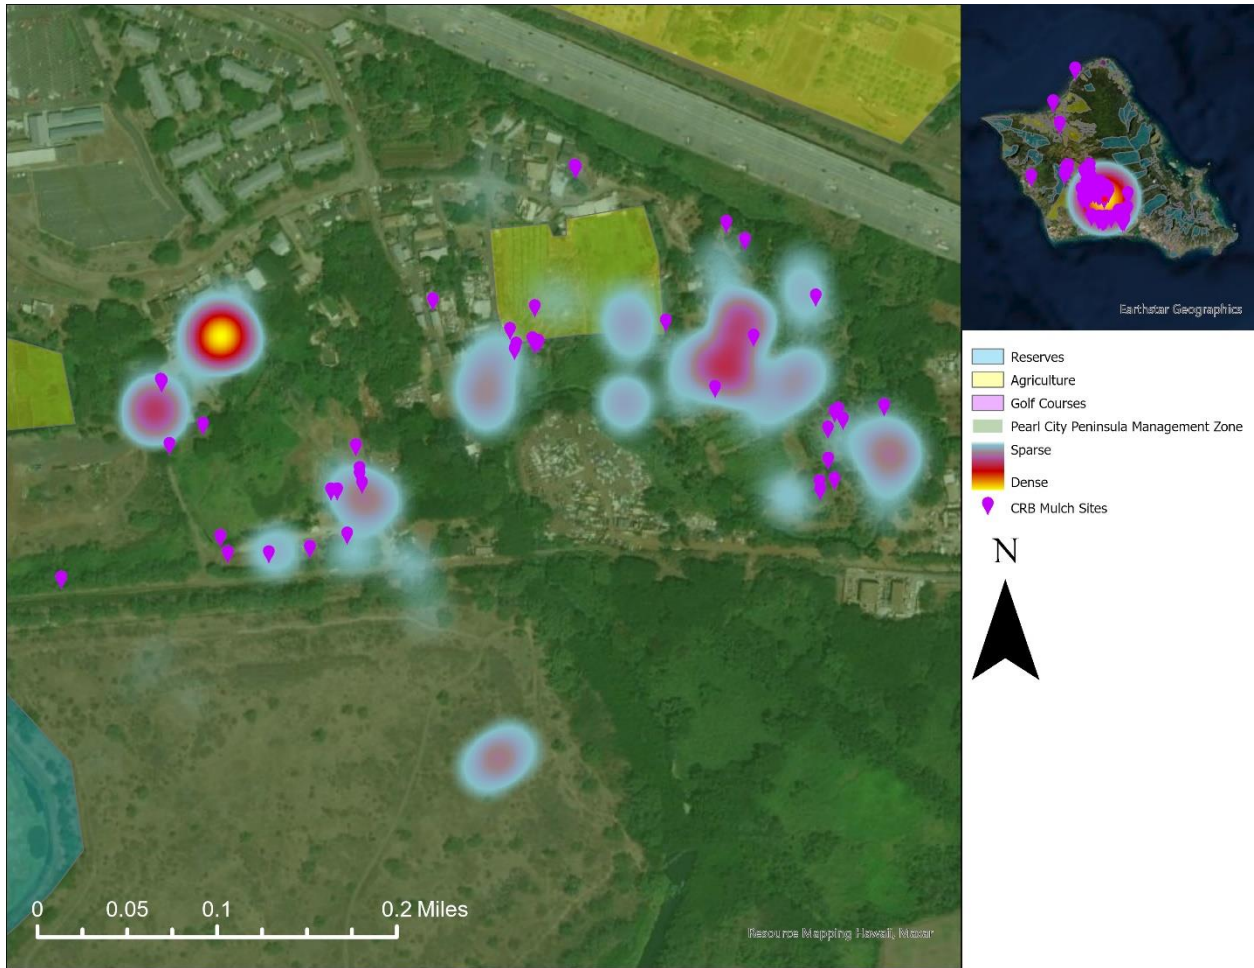 Earthstar Geographics
Reserves
Agriculture
Golf Courses
Pearl City Peninsula Management Zone
Sparse
Dense
CRB Mulch Sites
N
0 0.05 0.1 0.2 Miles
Resource Mapping Hawaii, Maxar